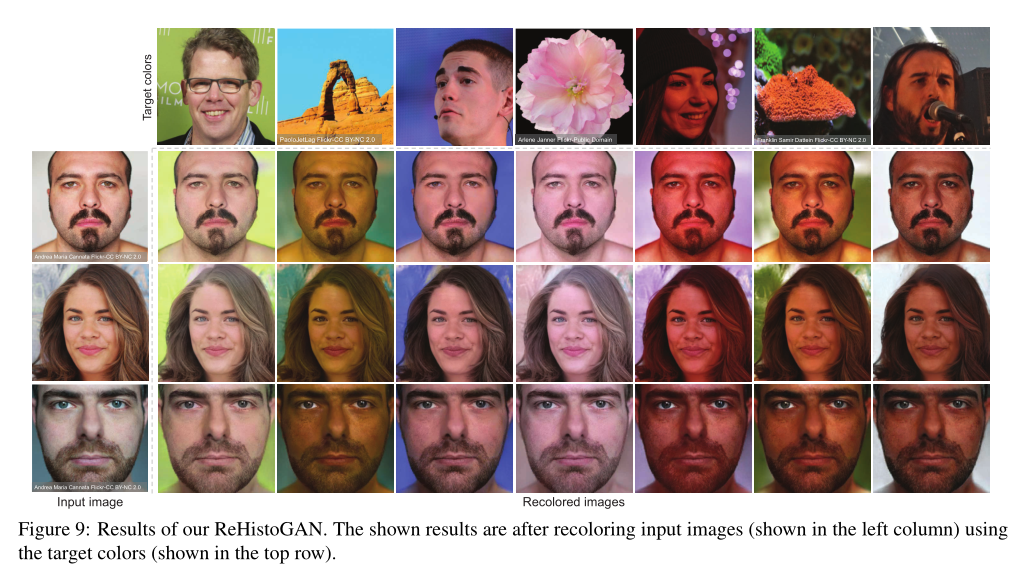 Target colors
MO
FILM
F
PaoloJetLag Flickr-CC BY-NC 2.0
Arlene Janner Flickr-Public Domain
Franklin Samir Dattein Flickr-CC BY-NC 2.0
Andrea Maria Cannata Flickr-CC BY-NC 2.0
Andrea Maria Cannata Flickr-CC BY-NC 2.0
Input image
Recolored images
Figure 9: Results of our ReHistoGAN. The shown results are after recoloring input images (shown in the left column) using
the target colors (shown in the top row).